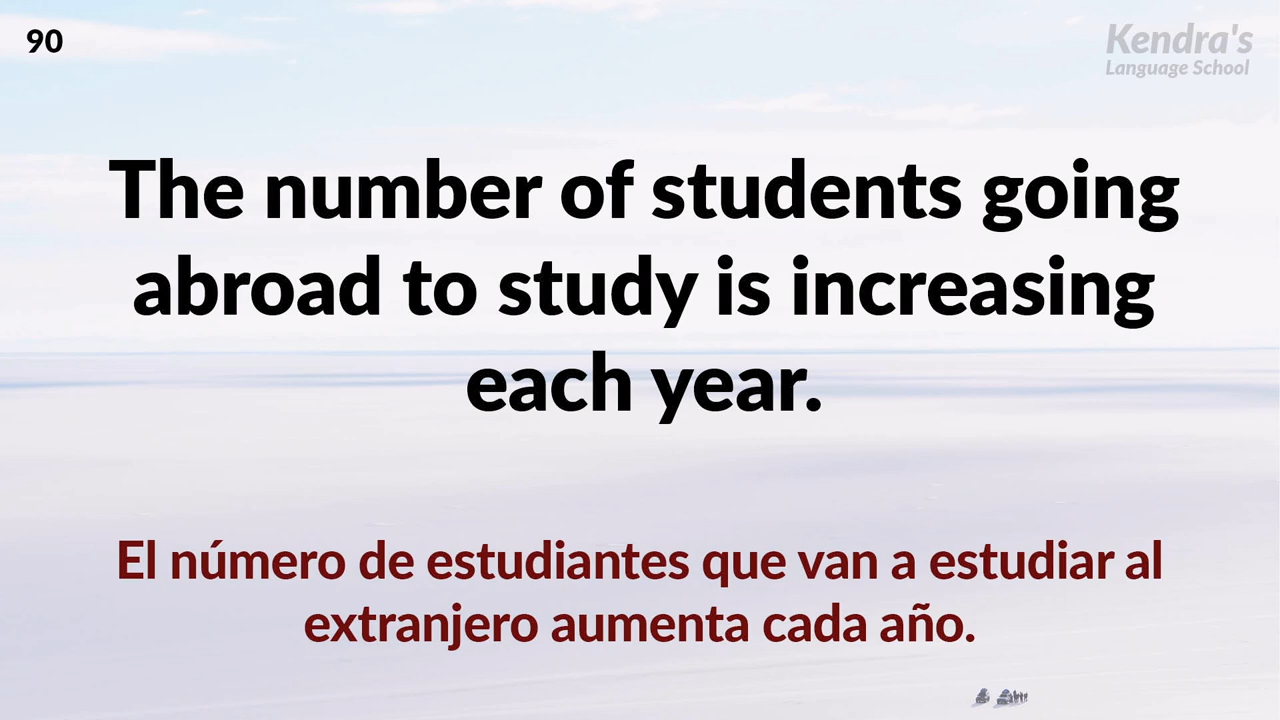 90
Kendra's
Language School
The number of students going
abroad to study is increasing
each year.
El número de estudiantes que van a estudiar al
extranjero aumenta cada año.